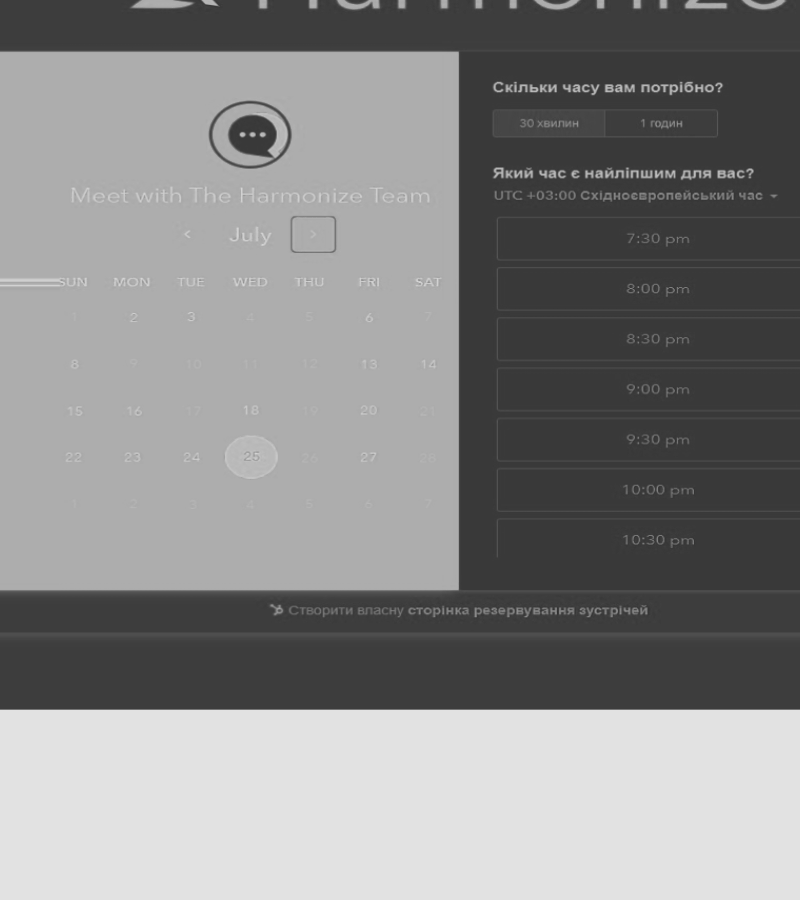 Harmonize
Meet with The Harmonize Team
< July >
SUN MON TUE WED THU FRI SAT
1 2 3 4 5 6 7
8 9 10 11 12 13 14
15 16 17 18 19 20 21
22 23 24 25 26 27 28
1 2 3 4 5 6 7
Скільки часу вам потрібно?
30 хвилин 1 годин
Який час є найліпшим для вас?
UTC +03:00 Східноєвропейський час
7:30 pm
8:00 pm
8:30 pm
9:00 pm
9:30 pm
10:00 pm
10:30 pm
Створити власну сторінка резервування зустрічей